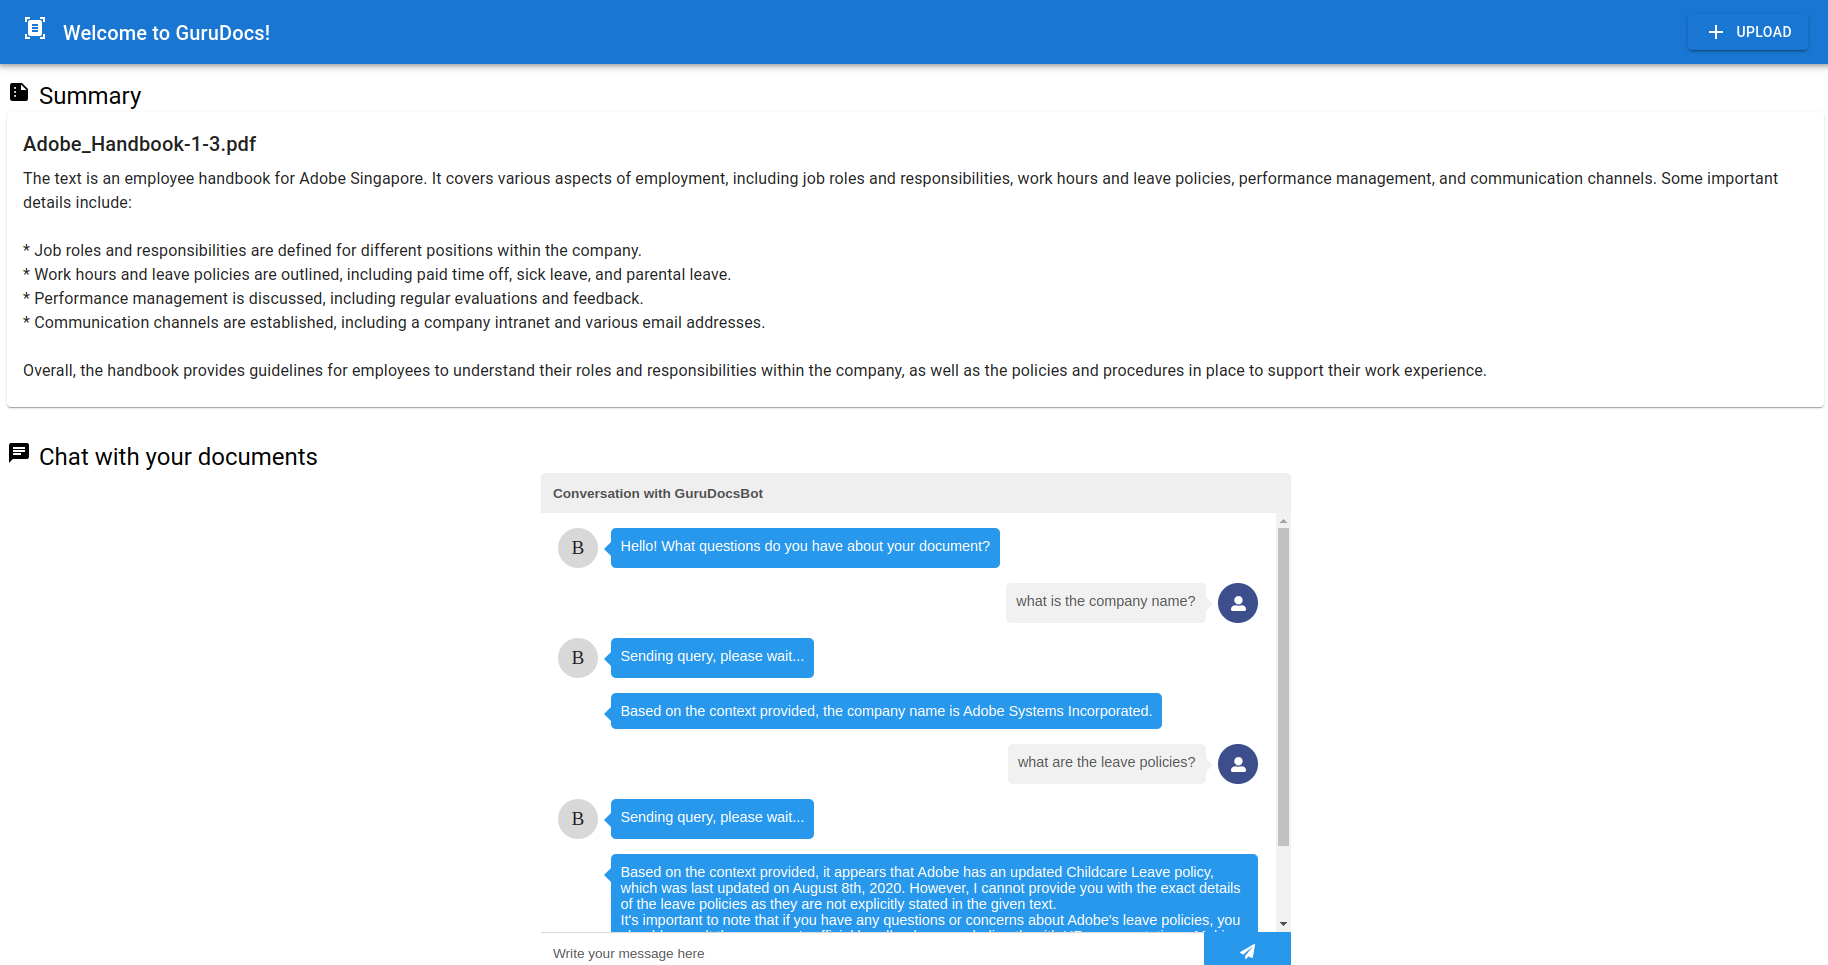 Welcome to GuruDocs!
UPLOAD
Summary
Adobe_Handbook-1-3.pdf
The text is an employee handbook for Adobe Singapore. It covers various aspects of employment, including job roles and responsibilities, work hours and leave policies, performance management, and communication channels. Some important
details include:
* Job roles and responsibilities are defined for different positions within the company.
* Work hours and leave policies are outlined, including paid time off, sick leave, and parental leave.
* Performance management is discussed, including regular evaluations and feedback.
* Communication channels are established, including a company intranet and various email addresses.
Overall, the handbook provides guidelines for employees to understand their roles and responsibilities within the company, as well as the policies and procedures in place to support their work experience.
Chat with your documents
Conversation with GuruDocsBot
B
Hello! What questions do you have about your document?
what is the company name?
B
Sending query, please wait...
Based on the context provided, the company name is Adobe Systems Incorporated.
what are the leave policies?
B
Sending query, please wait...
Based on the context provided, it appears that Adobe has an updated Childcare Leave policy,
which was last updated on August 8th, 2020. However, I cannot provide you with the exact details
of the leave policies as they are not explicitly stated in the given text.
It's important to note that if you have any questions or concerns about Adobe's leave policies, you
Write your message here